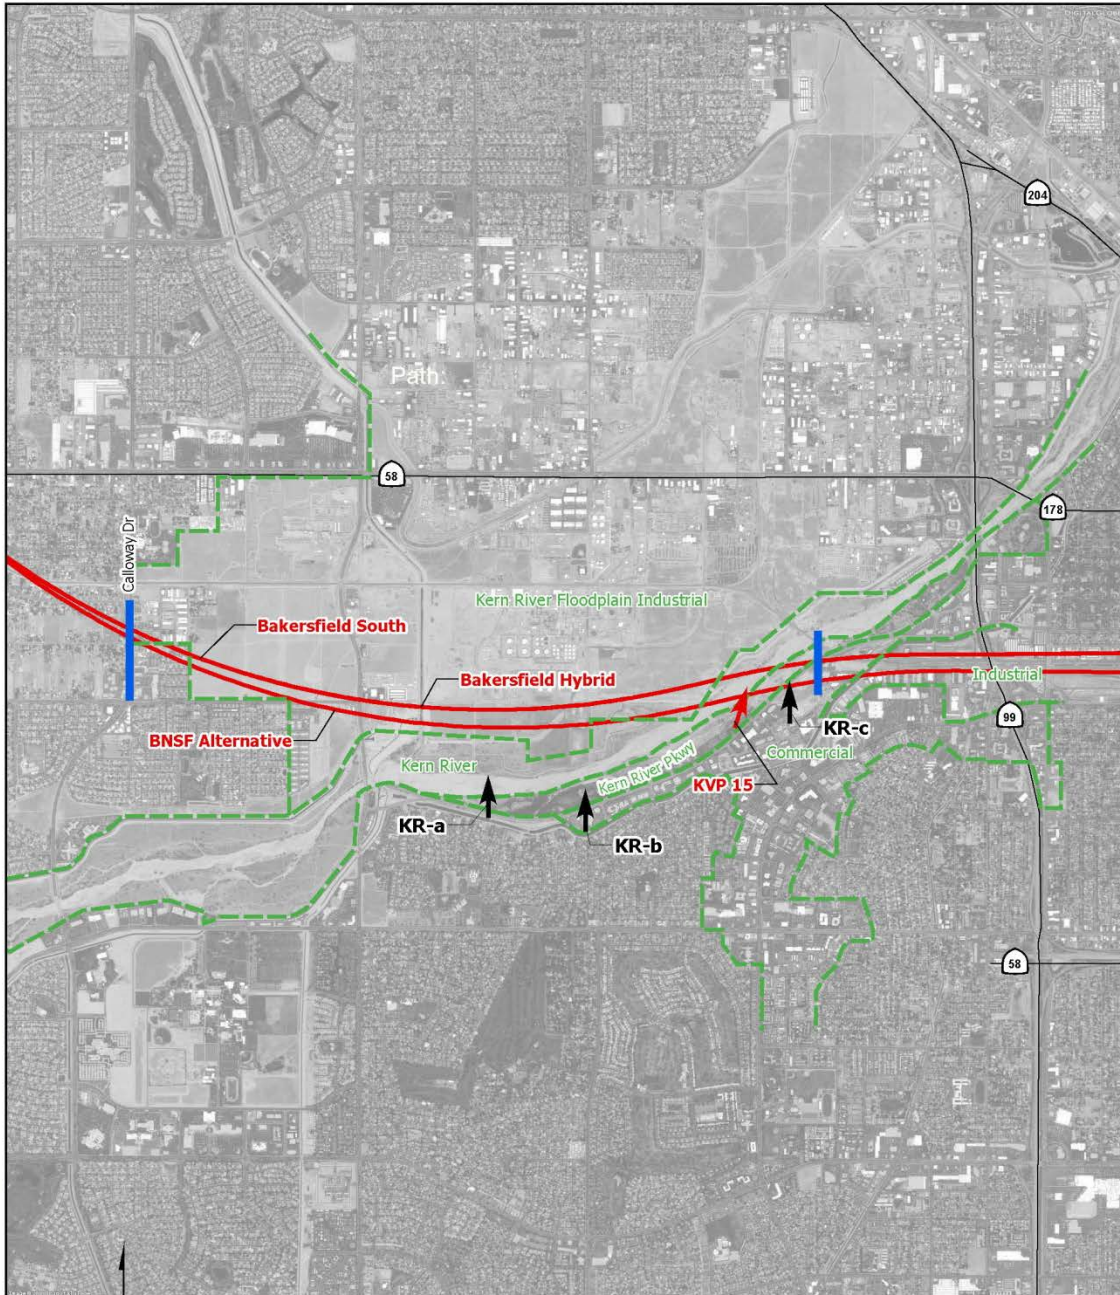 204
Path:
58
178
Calloway Dr
Kern River Floodplain Industrial
Bakersfield South
Bakersfield Hybrid
Industrial
99
BNSF Alternative
KR-c
Commercial
Kern River
Kern River Pkwy
KVP 15
KR-a
KR-b
58